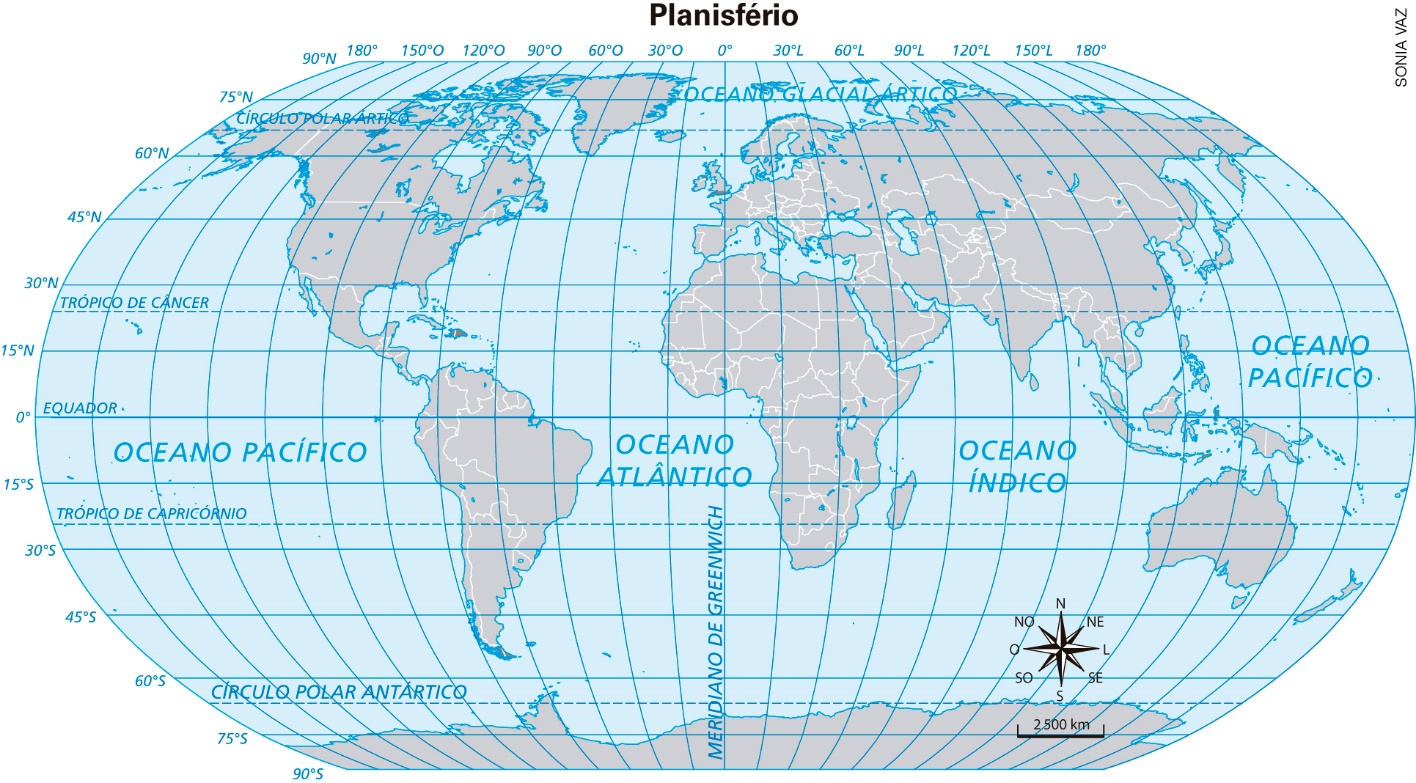 Planisfério
SONIA VAZ
180° 150°O 120°O 90°O 60°O 30°O 0° 30°L 60°L 90°L 120°L 150°L 180°
90°N
OCEANO GLACIAL ÁRTICO
75°N
CÍRCULO POLAR ÁRTICO
60°N
45°N
30°N
TRÓPICO DE CÂNCER
15°N
OCEANO
PACÍFICO
EQUADOR
0°
OCEANO PACÍFICO
OCEANO
ATLÂNTICO
OCEANO
ÍNDICO
15°S
TRÓPICO DE CAPRICÓRNIO
30°S
MERIDIANO DE GREENWICH
45°S
N
NO NE
O L
SO SE
S
60°S
CÍRCULO POLAR ANTÁRTICO
2 500 km
75°S
90°S